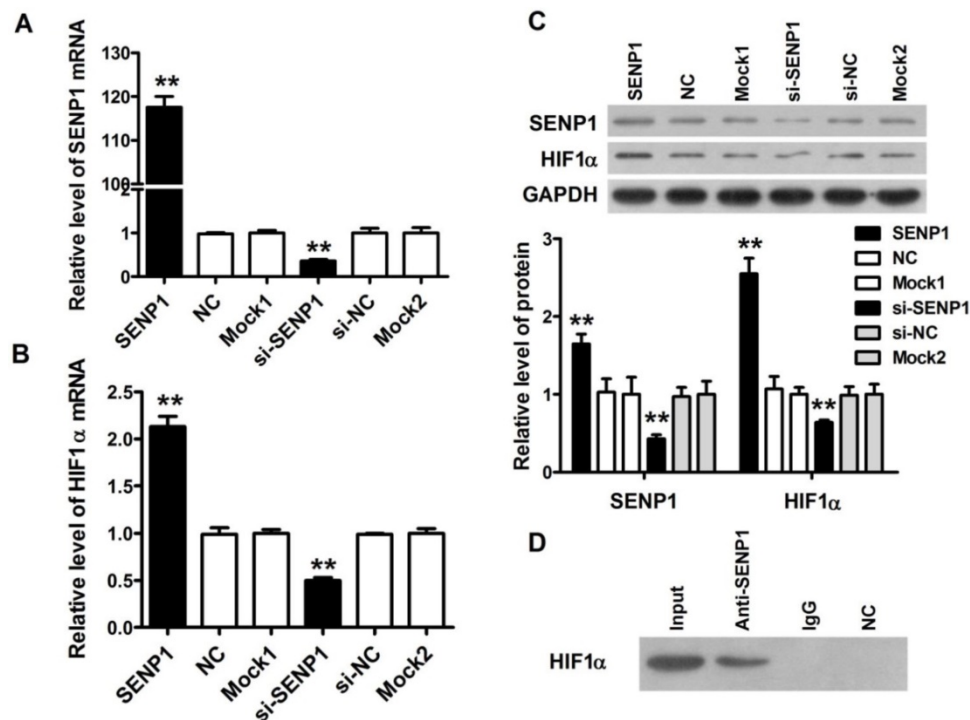 A
Relative level of SENP1 mRNA
130
120
110
100
2
1
0
**
**
SENP1
NC
Mock1
si-SENP1
si-NC
Mock2
B
Relative level of HIF1α mRNA
2.5
2.0
1.5
1.0
0.5
0.0
**
**
SENP1
NC
Mock1
si-SENP1
si-NC
Mock2
C
SENP1
NC
Mock1
si-SENP1
si-NC
Mock2
SENP1
HIF1α
GAPDH
Relative level of protein
3
2
1
0
**
**
**
**
SENP1
HIF1α
SENP1
NC
Mock1
si-SENP1
si-NC
Mock2
D
Input
Anti-SENP1
IgG
NC
HIF1α